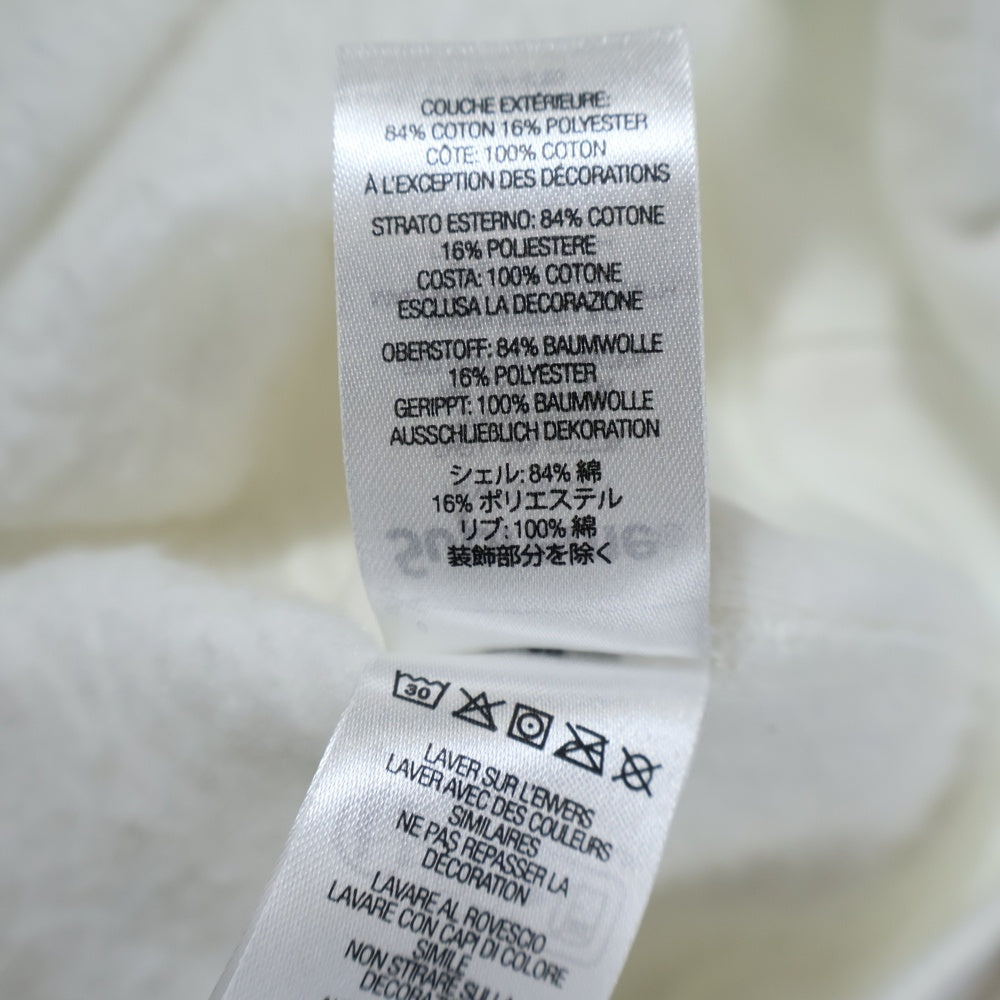 COUCHE EXTÉRIEURE:
84% COTON 16% POLYESTER
CÔTE: 100% COTON
À L'EXCEPTION DES DÉCORATIONS
STRATO ESTERNO: 84% COTONE
16% POLIESTERE
COSTA: 100% COTONE
ESCLUSA LA DECORAZIONE
OBERSTOFF: 84% BAUMWOLLE
16% POLYESTER
GERIPPT: 100% BAUMWOLLE
AUSSCHLIEßLICH DEKORATION
シェル: 84% 綿
16% ポリエステル
リブ: 100% 綿
装飾部分を除く
30
LAVER SUR L'ENVERS
LAVER AVEC DES COULEURS
SIMILAIRES
NE PAS REPASSER LA
DÉCORATION
LAVARE AL ROVESCIO
LAVARE CON CAPI DI COLORE
SIMILE
NON STIRARE SULLA